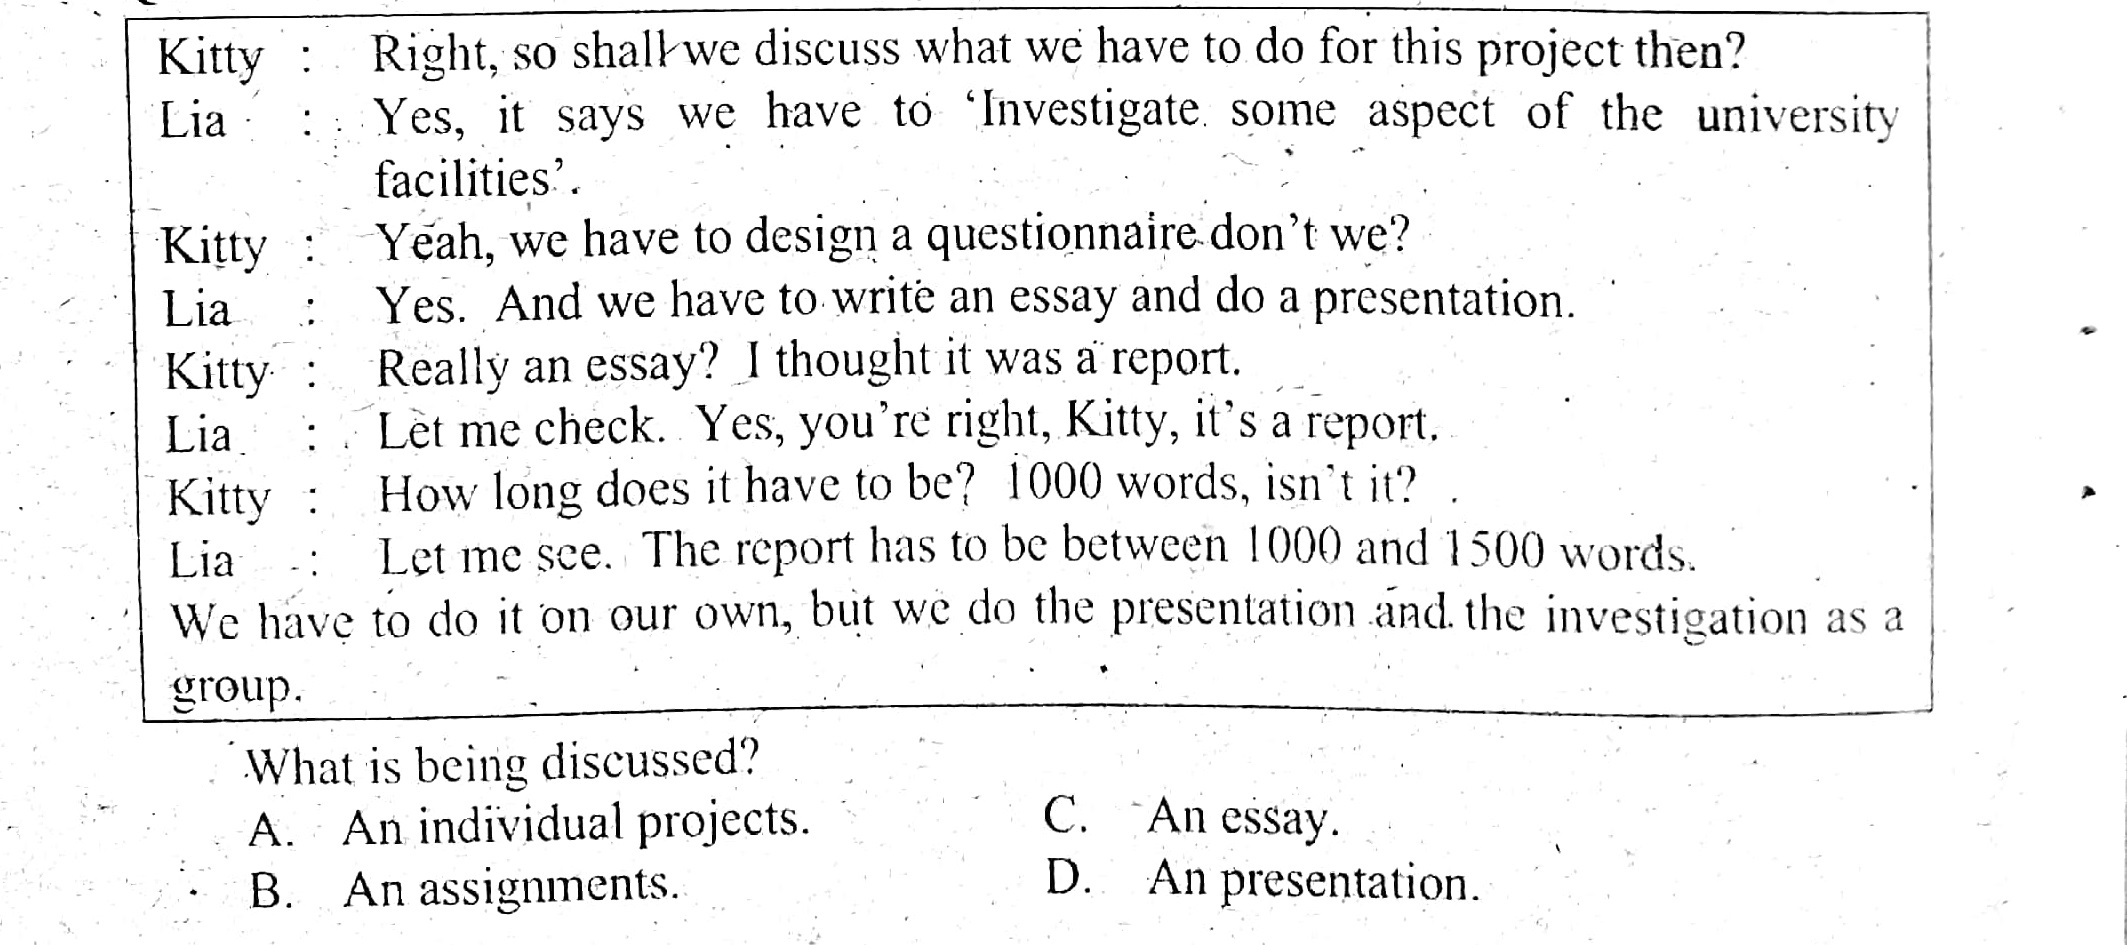 Kitty : Right, so shall we discuss what we have to do for this project then?
Lia : Yes, it says we have to ‘Investigate some aspect of the university
facilities’.
Kitty : Yeah, we have to design a questionnaire don’t we?
Lia : Yes. And we have to write an essay and do a presentation.
Kitty : Really an essay? I thought it was a report.
Lia : Let me check. Yes, you’re right, Kitty, it’s a report.
Kitty : How long does it have to be? 1000 words, isn’t it?
Lia : Let me see. The report has to be between 1000 and 1500 words.
We have to do it on our own, but we do the presentation and the investigation as a
group.
What is being discussed?
A. An individual projects. C. An essay.
B. An assignments. D. An presentation.